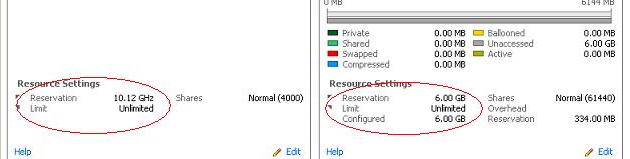 0 MB 6144 MB
Private 0.00 MB Ballooned 0.00 MB
Shared 0.00 MB Unaccessed 6.00 GB
Swapped 0.00 MB Active 0.00 MB
Compressed 0.00 MB
Resource Settings
Reservation 10.12 GHz Shares Normal (4000)
Limit Unlimited
Help Edit
Resource Settings
Reservation 6.00 GB Shares Normal (61440)
Limit Unlimited Overhead
Configured 6.00 GB Reservation 334.00 MB
Help Edit